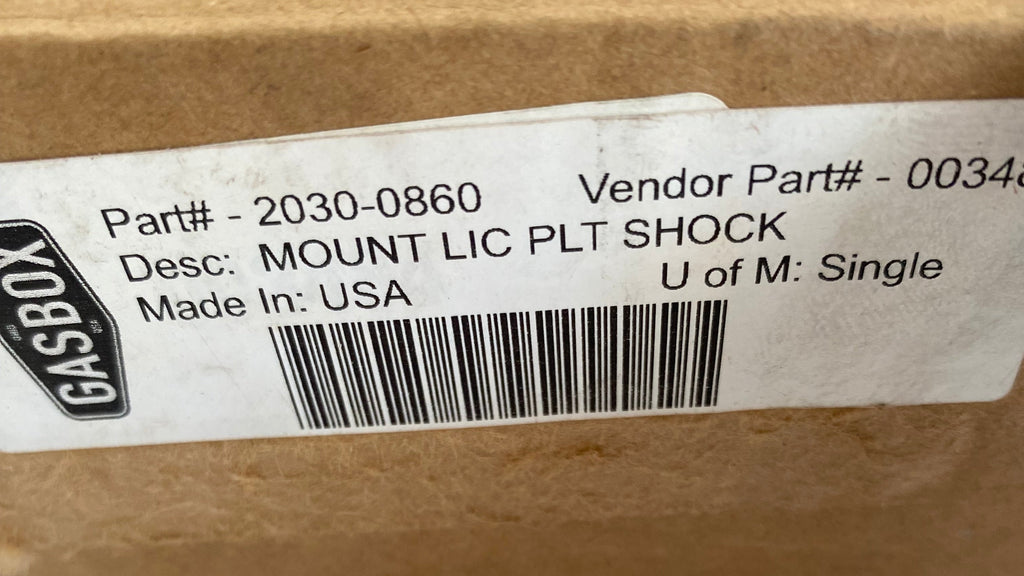 Part# - 2030-0860 Vendor Part# - 0034
Desc: MOUNT LIC PLT SHOCK
Made In: USA U of M: Single
GASBOX